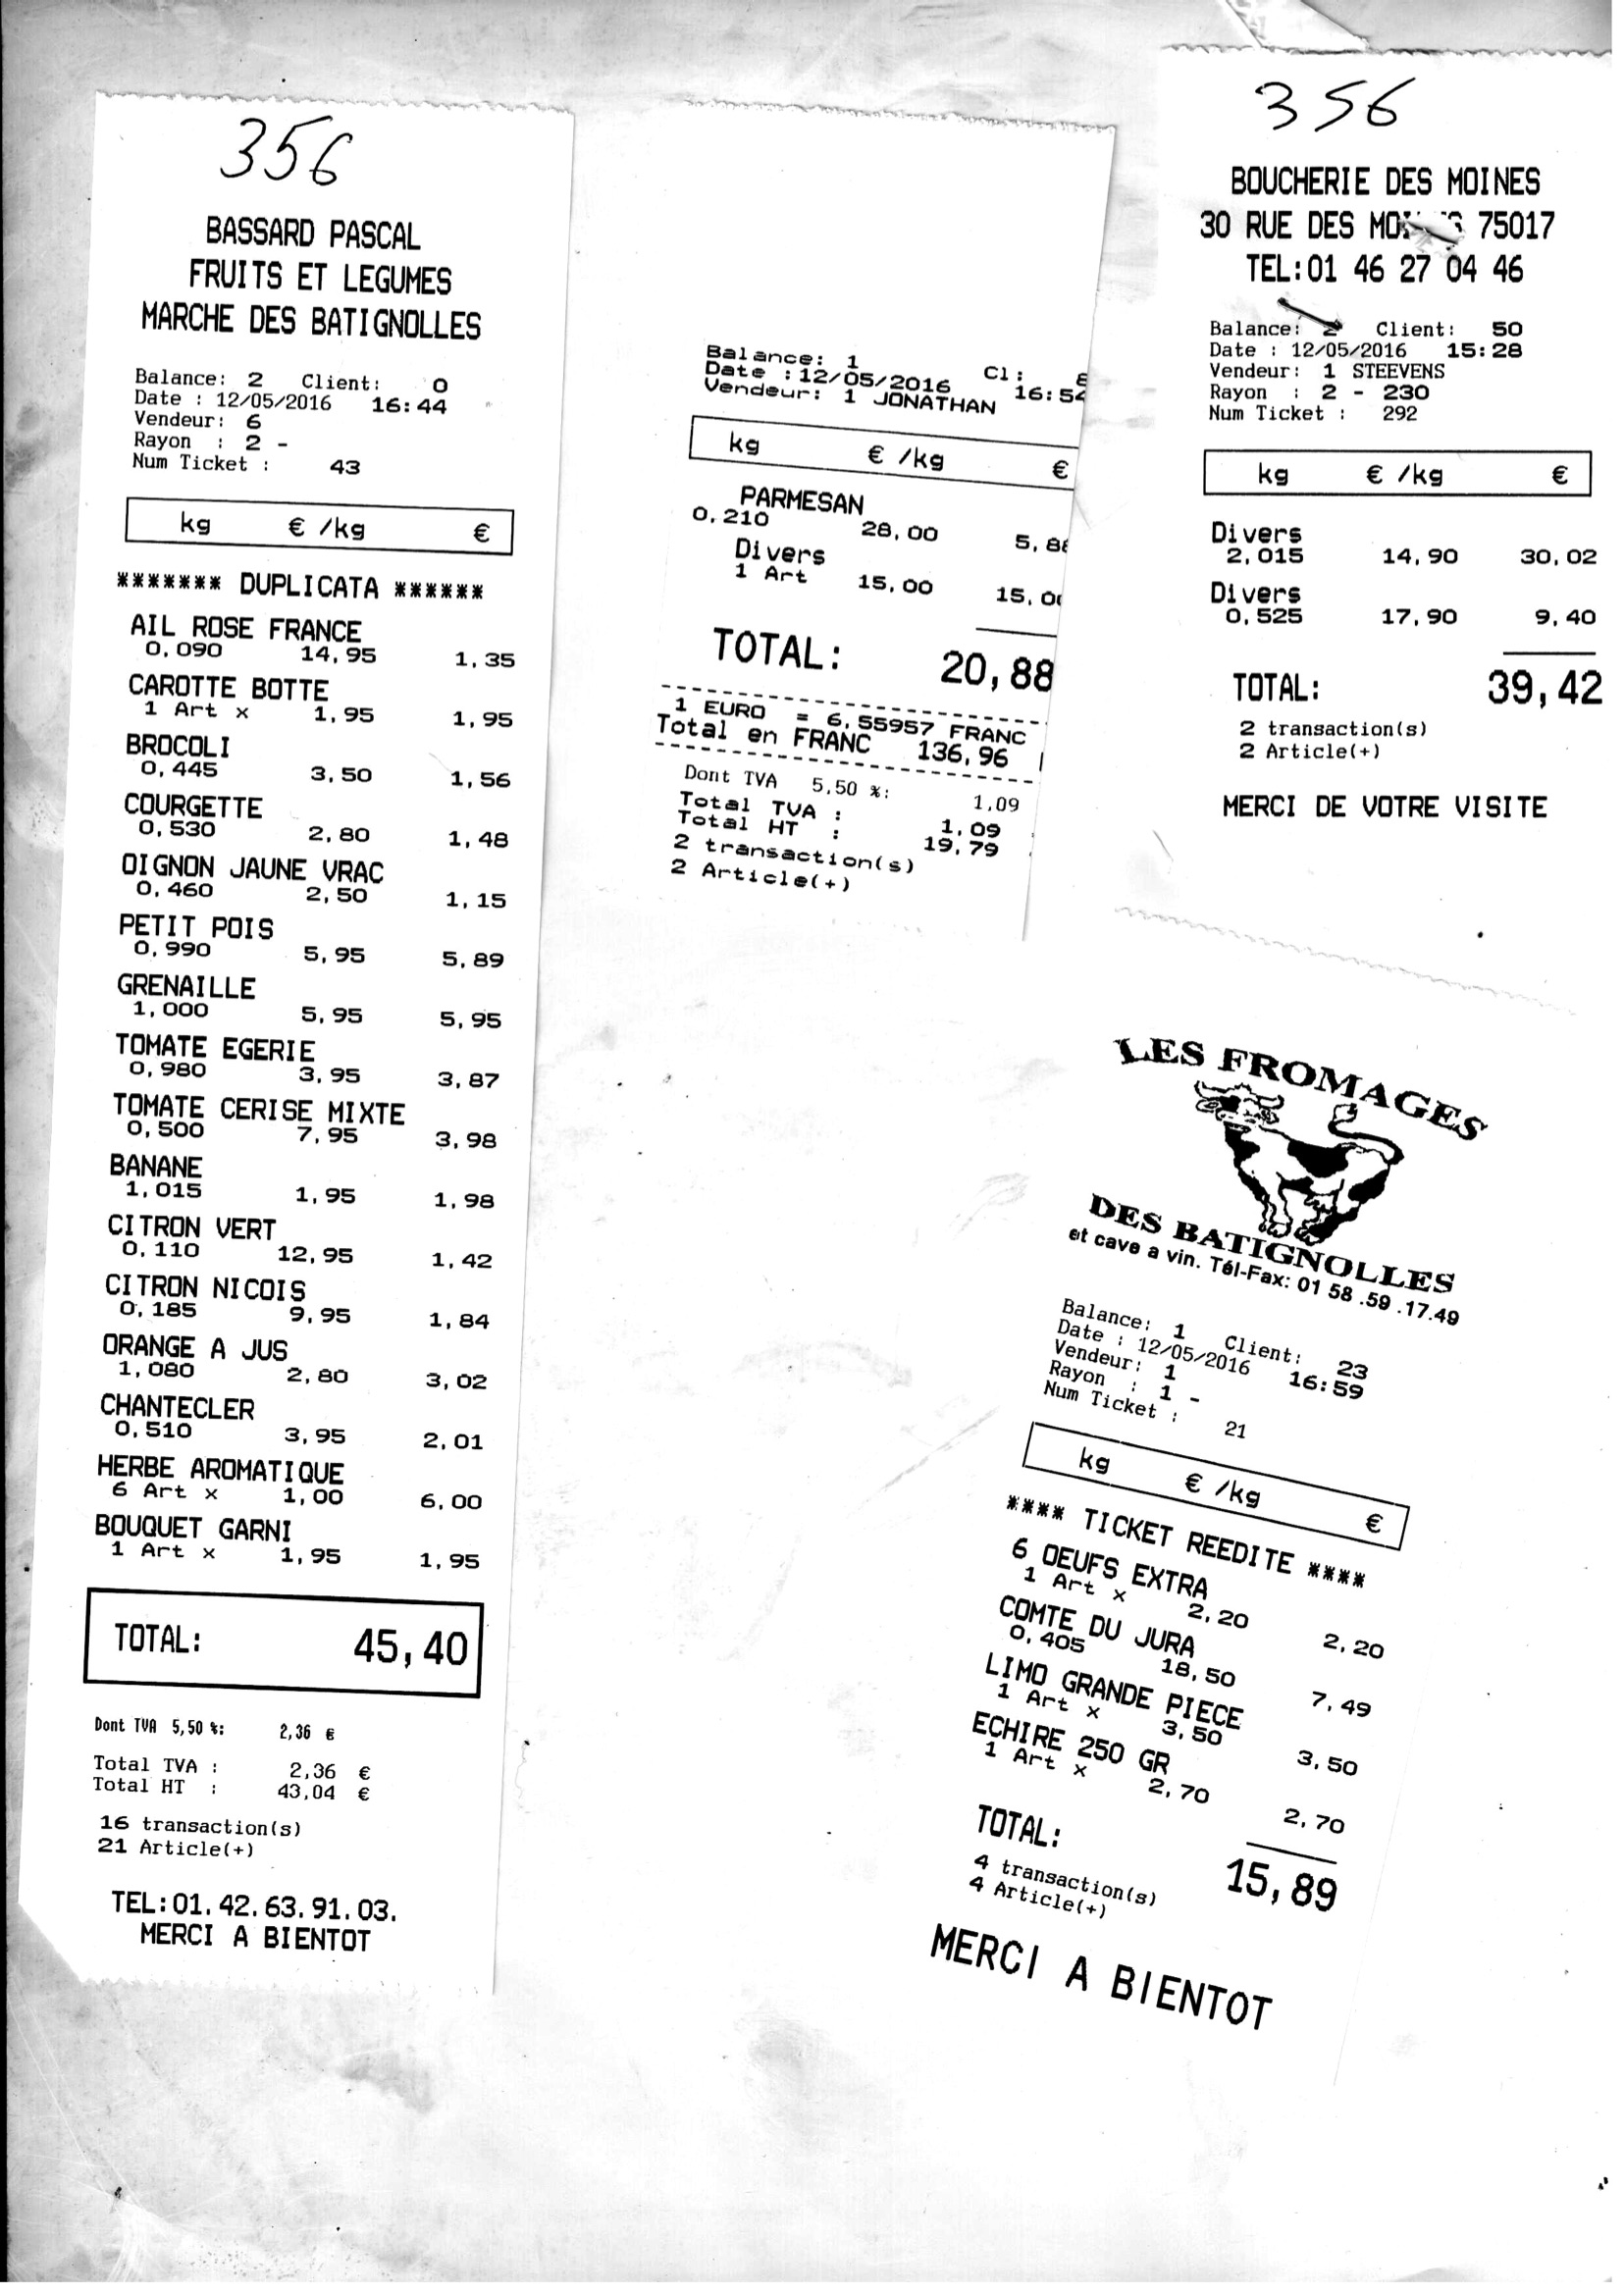 356
BASSARD PASCAL
FRUITS ET LEGUMES
MARCHE DES BATIGNOLLES
Balance: 2 Client: 0
Date : 12/05/2016 16:44
Vendeur: 6
Rayon : 2 -
Num Ticket : 43
kg € /kg €
******* DUPLICATA ******
AIL ROSE FRANCE
0,090 14,95 1,35
CAROTTE BOTTE
1 Art x 1,95 1,95
BROCOLI
0,445 3,50 1,56
COURGETTE
0,530 2,80 1,48
OIGNON JAUNE VRAC
0,460 2,50 1,15
PETIT POIS
0,990 5,95 5,89
GRENAILLE
1,000 5,95 5,95
TOMATE EGERIE
0,980 3,95 3,87
TOMATE CERISE MIXTE
0,500 7,95 3,98
BANANE
1,015 1,95 1,98
CITRON VERT
0,110 12,95 1,42
CITRON NICOIS
0,185 9,95 1,84
ORANGE A JUS
1,080 2,80 3,02
CHANTECLER
0,510 3,95 2,01
HERBE AROMATIQUE
6 Art x 1,00 6,00
BOUQUET GARNI
1 Art x 1,95 1,95
TOTAL: 45,40
Dont TVA 5,50 %: 2,36 €
Total TVA : 2,36 €
Total HT : 43,04 €
16 transaction(s)
21 Article(+)
TEL:01.42.63.91.03.
MERCI A BIENTOT
Balance: 1 Cl:
Date :12/05/2016 16:54
Vendeur: 1 JONATHAN
kg € /kg €
PARMESAN
0,210 28,00 5,88
Divers
1 Art 15,00 15,00
TOTAL: 20,88
1 EURO = 6,55957 FRANC
Total en FRANC 136,96
Dont TVA 5,50 %: 1,09
Total TVA : 1,09
Total HT : 19,79
2 transaction(s)
2 Article(+)
356
BOUCHERIE DES MOINES
30 RUE DES 75017
TEL:01 46 27 04 46
Balance: 2 Client: 50
Date : 12/05/2016 15:28
Vendeur: 1 STEEVENS
Rayon : 2 - 230
Num Ticket : 292
kg € /kg €
Divers
2,015 14,90 30,02
Divers
0,525 17,90 9,40
TOTAL: 39,42
2 transaction(s)
2 Article(+)
MERCI DE VOTRE VISITE
LES FROMAGES
DES BATIGNOLLES
et cave a vin. Tél-Fax: 01 58 .59 .17.49
Balance: 1 Client: 23
Date : 12/05/2016 16:59
Vendeur: 1
Rayon : 1 -
Num Ticket : 21
kg € /kg €
**** TICKET REEDITE ****
6 OEUFS EXTRA
1 Art x 2,20 2,20
COMTE DU JURA
0,405 18,50 7,49
LIMO GRANDE PIECE
1 Art x 3,50 3,50
ECHIRE 250 GR
1 Art x 2,70 2,70
TOTAL: 15,89
4 transaction(s)
4 Article(+)
MERCI A BIENTOT